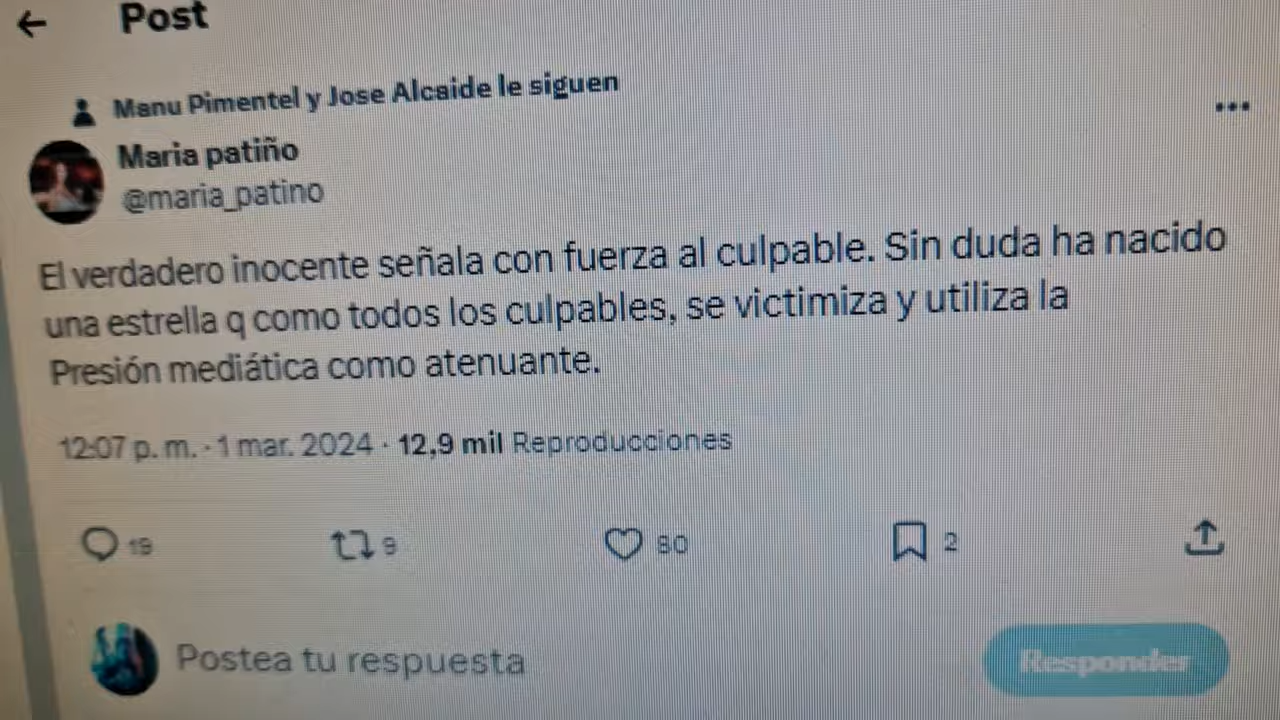 Post
Manu Pimentel y Jose Alcaide le siguen
Maria patiño
@maria_patino
El verdadero inocente señala con fuerza al culpable. Sin duda ha nacido
una estrella q como todos los culpables, se victimiza y utiliza la
Presión mediática como atenuante.
12:07 p. m. · 1 mar. 2024 · 12,9 mil Reproducciones
19 9 80 2
Postea tu respuesta
Responder